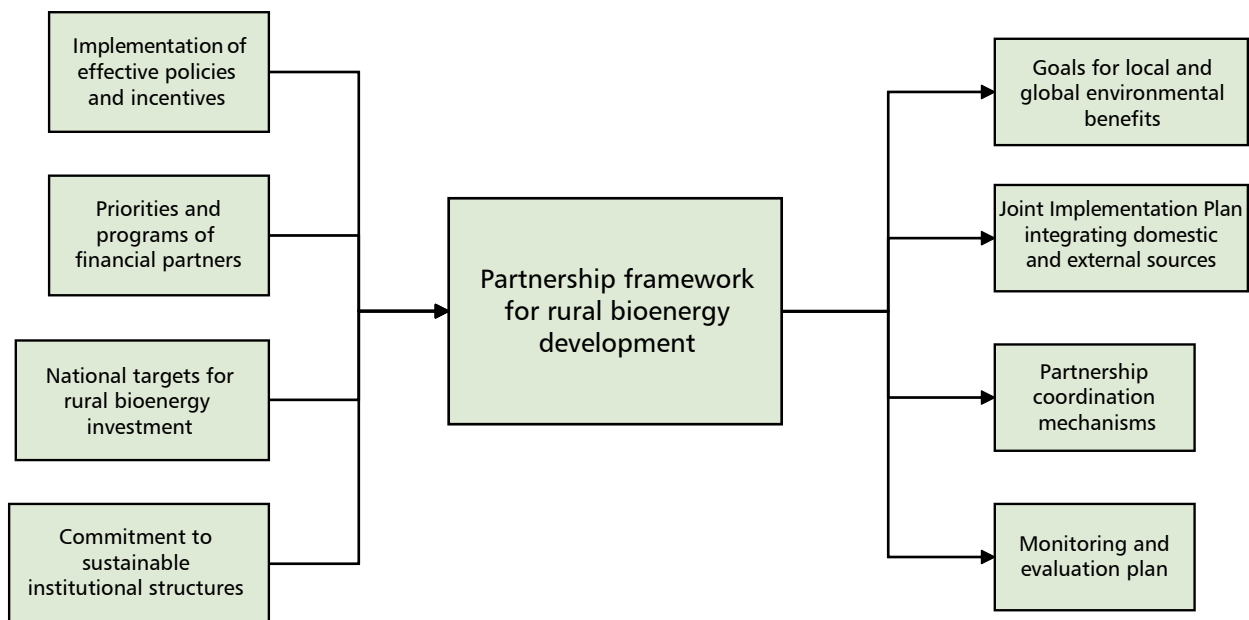 Implementation of
effective policies
and incentives
Priorities and
programs of
financial partners
National targets for
rural bioenergy
investment
Commitment to
sustainable
institutional structures
Partnership framework
for rural bioenergy
development
Goals for local and
global environmental
benefits
Joint Implementation Plan
integrating domestic
and external sources
Partnership
coordination
mechanisms
Monitoring and
evaluation plan